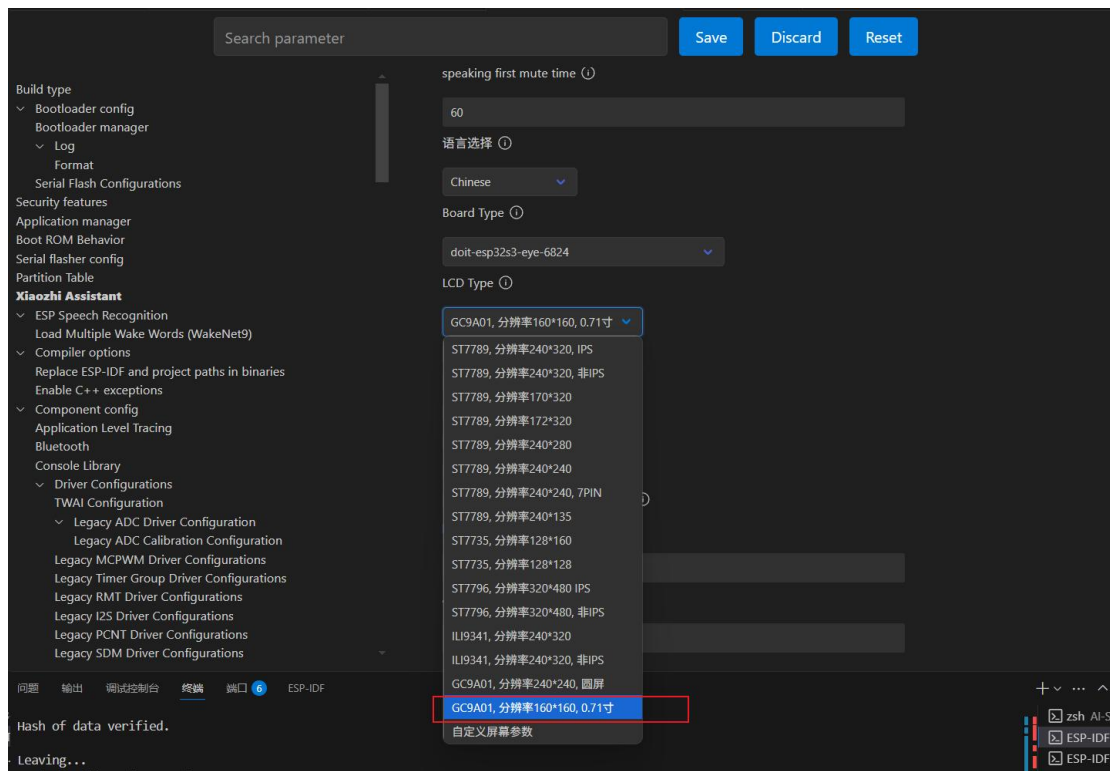 Search parameter
Save
Discard
Reset
Build type
Bootloader config
Bootloader manager
Log
Format
Serial Flash Configurations
Security features
Application manager
Boot ROM Behavior
Serial flasher config
Partition Table
Xiaozhi Assistant
ESP Speech Recognition
Load Multiple Wake Words (WakeNet9)
Compiler options
Replace ESP-IDF and project paths in binaries
Enable C++ exceptions
Component config
Application Level Tracing
Bluetooth
Console Library
Driver Configurations
TWAI Configuration
Legacy ADC Driver Configuration
Legacy ADC Calibration Configuration
Legacy MCPWM Driver Configurations
Legacy Timer Group Driver Configurations
Legacy RMT Driver Configurations
Legacy I2S Driver Configurations
Legacy PCNT Driver Configurations
Legacy SDM Driver Configurations
speaking first mute time
60
语言选择
Chinese
Board Type
doit-esp32s3-eye-6824
LCD Type
GC9A01, 分辨率160*160, 0.71寸
ST7789, 分辨率240*320, IPS
ST7789, 分辨率240*320, 非IPS
ST7789, 分辨率170*320
ST7789, 分辨率172*320
ST7789, 分辨率240*280
ST7789, 分辨率240*240
ST7789, 分辨率240*240, 7PIN
ST7789, 分辨率240*135
ST7735, 分辨率128*160
ST7735, 分辨率128*128
ST7796, 分辨率320*480 IPS
ST7796, 分辨率320*480, 非IPS
ILI9341, 分辨率240*320
ILI9341, 分辨率240*320, 非IPS
GC9A01, 分辨率240*240, 圆屏
GC9A01, 分辨率160*160, 0.71寸
自定义屏幕参数
问题 输出 调试控制台 终端 端口 6 ESP-IDF
Hash of data verified.
Leaving...
zsh AI-S
ESP-IDF
ESP-IDF